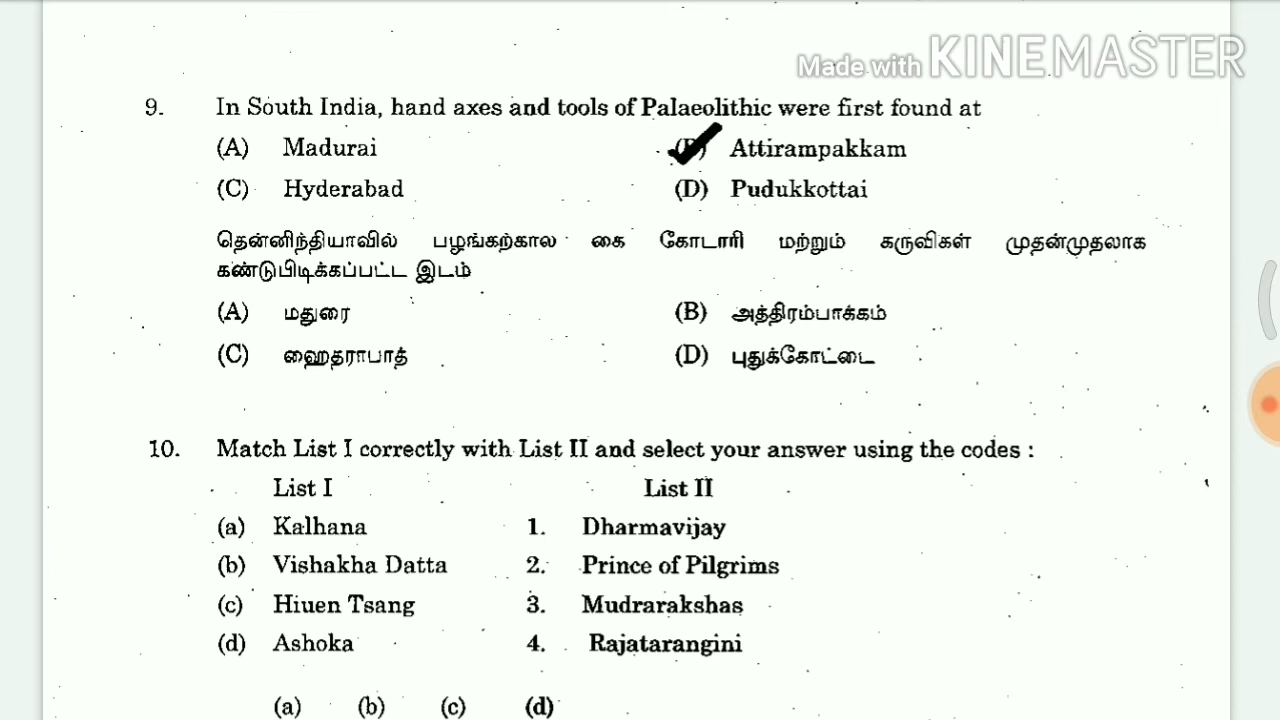 Made with KINEMASTER
9. In South India, hand axes and tools of Palaeolithic were first found at
(A) Madurai (B) Attirampakkam
(C) Hyderabad (D) Pudukkottai
தென்னிந்தியாவில் பழங்கற்கால கை கோடாரி மற்றும் கருவிகள் முதன்முதலாக
கண்டுபிடிக்கப்பட்ட இடம்
(A) மதுரை (B) அத்திரம்பாக்கம்
(C) ஹைதராபாத் (D) புதுக்கோட்டை
10. Match List I correctly with List II and select your answer using the codes :
List I List II
(a) Kalhana 1. Dharmavijay
(b) Vishakha Datta 2. Prince of Pilgrims
(c) Hiuen Tsang 3. Mudrarakshas
(d) Ashoka 4. Rajatarangini
(a) (b) (c) (d)